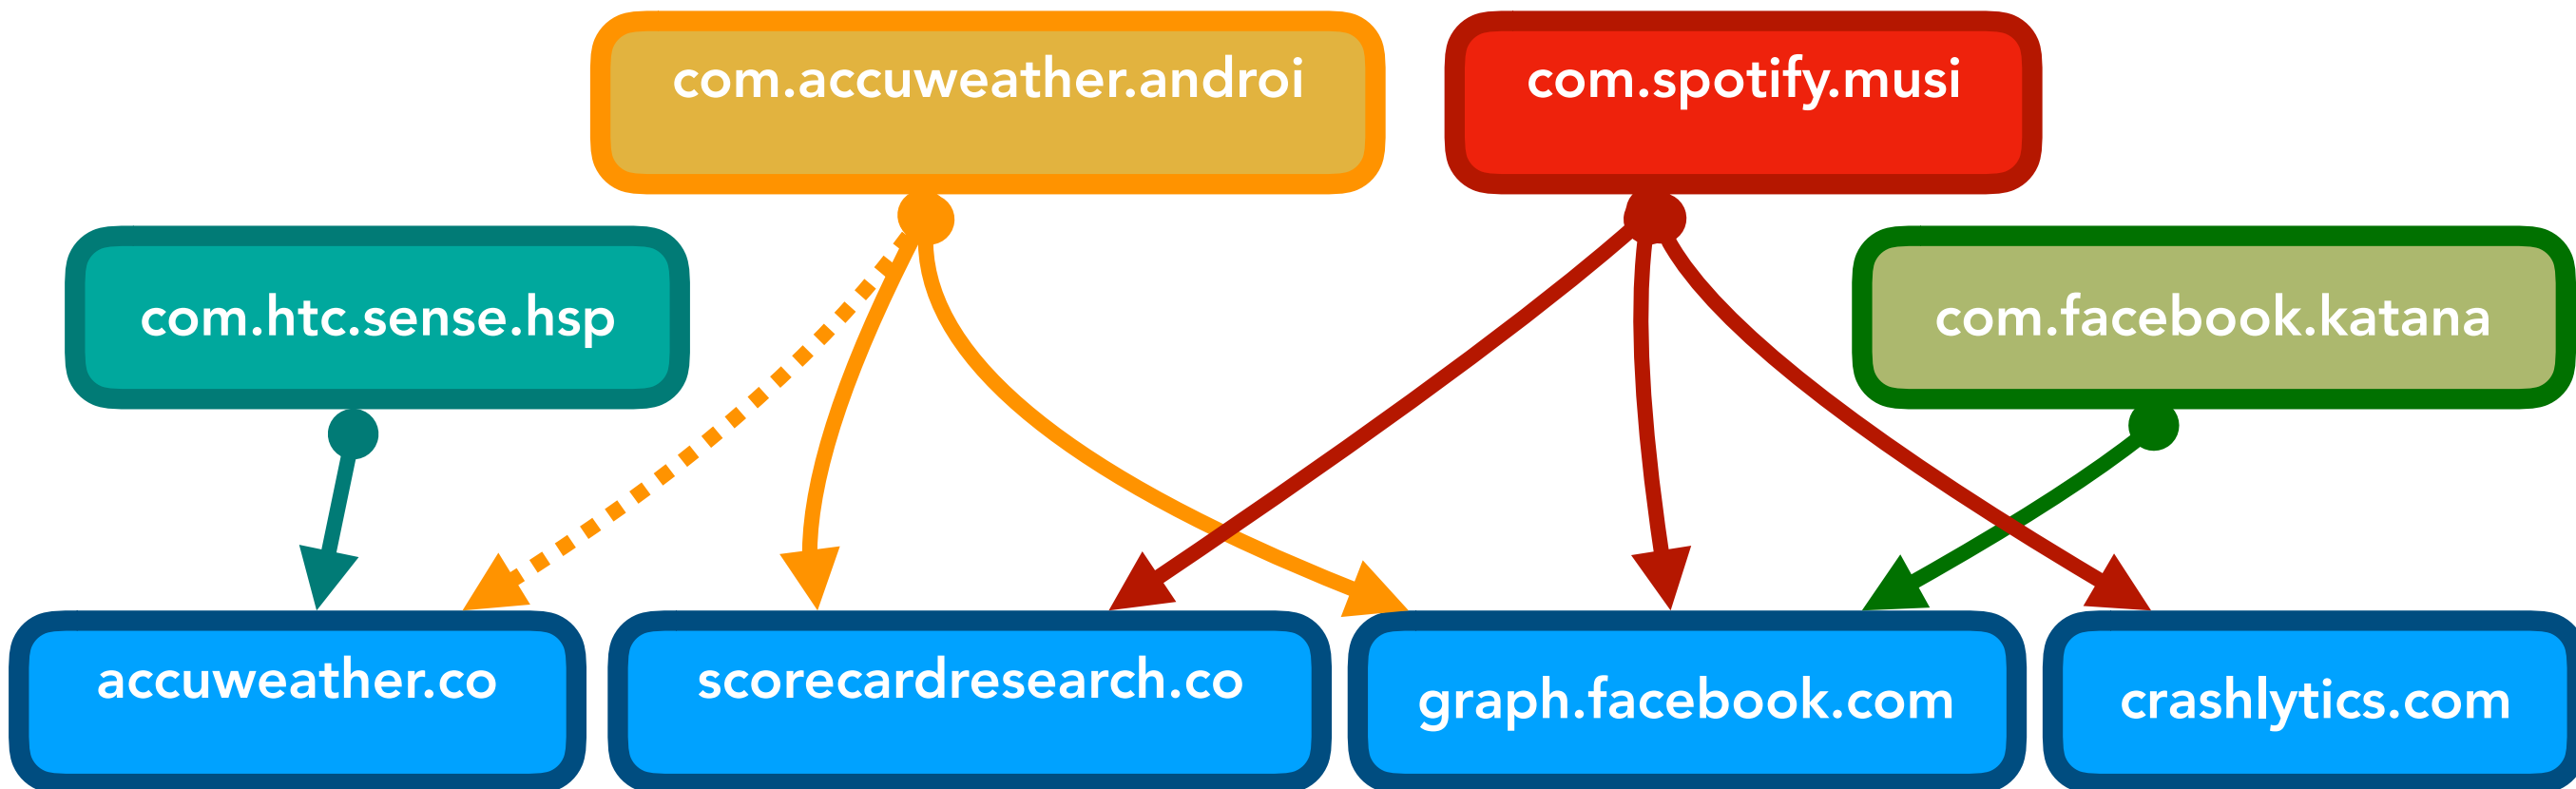 com.accuweather.androi
com.spotify.musi
com.htc.sense.hsp
com.facebook.katana
accuweather.co
scorecardresearch.co
graph.facebook.com
crashlytics.com